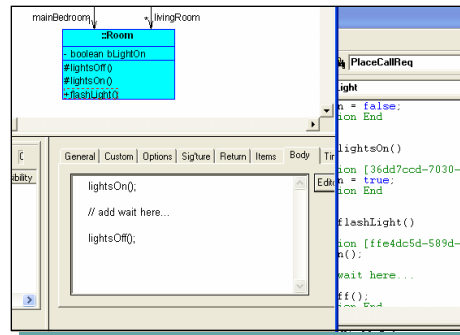 mainBedroom
livingRoom
::Room
- boolean bLightOn
#lightsOff()
#lightsOn()
+flashLight()
General Custom Options Sig'ture Return Items Body
lightsOn();
// add wait here...
lightsOff();
PlaceCallReq
n = false;
ion End
lightsOn()
ion [36dd7ccd-7030-
n = true;
ion End
flashLight()
ion [ffe4dc5d-589d-
n();
wait here...
ff();